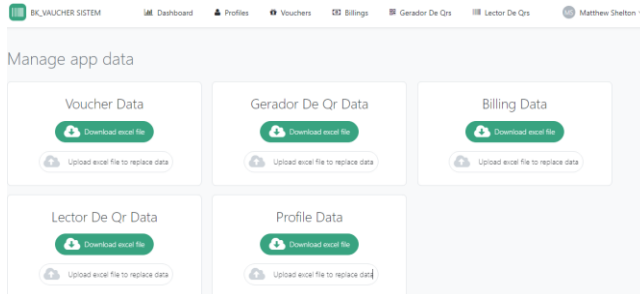 BK_VAUCHER SISTEM
Dashboard
Profiles
Vouchers
Billings
Gerador De Qrs
Lector De Qrs
MS
Matthew Shelton
Manage app data
Voucher Data
Download excel file
Upload excel file to replace data
Gerador De Qr Data
Download excel file
Upload excel file to replace data
Billing Data
Download excel file
Upload excel file to replace data
Lector De Qr Data
Download excel file
Upload excel file to replace data
Profile Data
Download excel file
Upload excel file to replace data